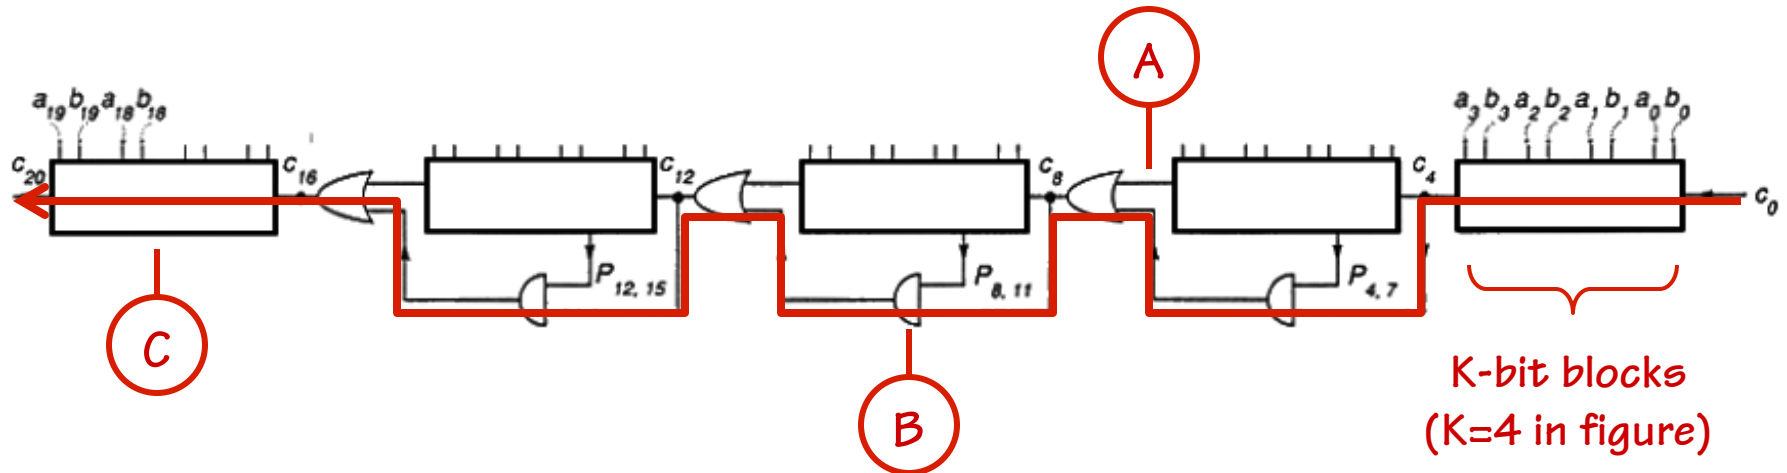 A
a19 b19 a18 b18
a3 b3 a2 b2 a1 b1 a0 b0
c20 c16 c12 c8 c4 c0
P12, 15 P8, 11 P4, 7
C
B
K-bit blocks
(K=4 in figure)